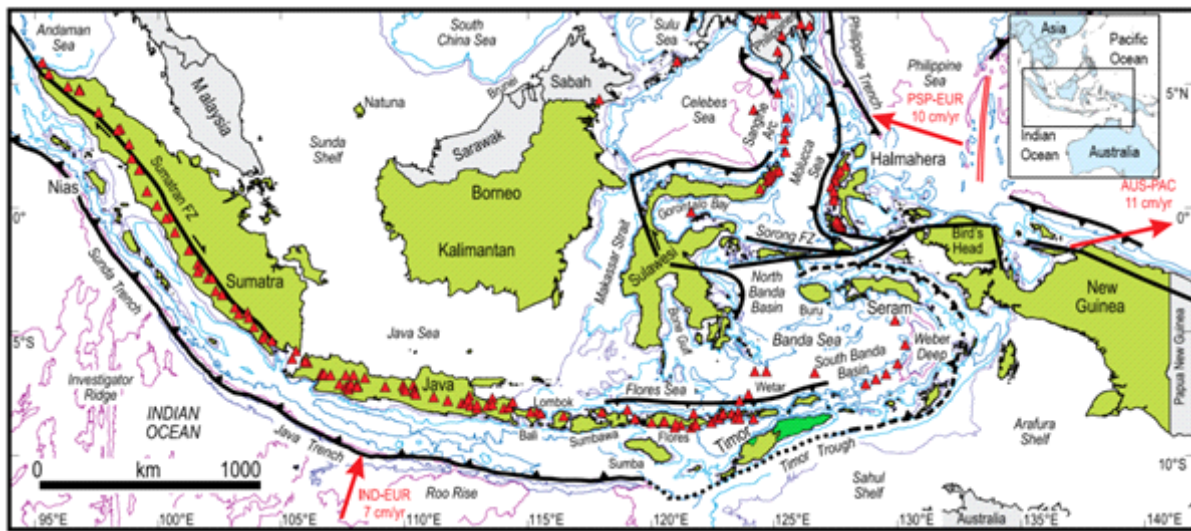 Andaman
Sea
South
China Sea
Sulu
Sea
Philippines
Philippine Trench
Philippine
Sea
Asia
Pacific
Ocean
Indian
Ocean
Australia
Malaysia
Natuna
Brunei
Sabah
Celebes
Sea
Sangihe
Arc
PSP-EUR
10 cm/yr
5°N
Sunda
Shelf
Sarawak
Molucca
Sea
Halmahera
AUS-PAC
11 cm/yr
Nias
Sumatran FZ
Borneo
Gorontalo Bay
0°
0°
Kalimantan
Makassar Strait
Sulawesi
Sorong FZ
Bird's
Head
Sunda Trench
Sumatra
North
Banda
Basin
New
Guinea
Buru
Seram
Java Sea
Bone Gulf
Banda Sea
Weber
Deep
5°S
South Banda
Basin
Papua New Guinea
Investigator
Ridge
Java
Flores Sea
Wetar
Lombok
INDIAN
OCEAN
Bali
Sumbawa
Flores
Timor
Arafura
Shelf
Java Trench
Sumba
Timor Trough
0
km
1000
10°S
IND-EUR
7 cm/yr
Roo Rise
Sahul
Shelf
Australia
95°E
100°E
105°E
110°E
115°E
120°E
125°E
130°E
135°E
140°E